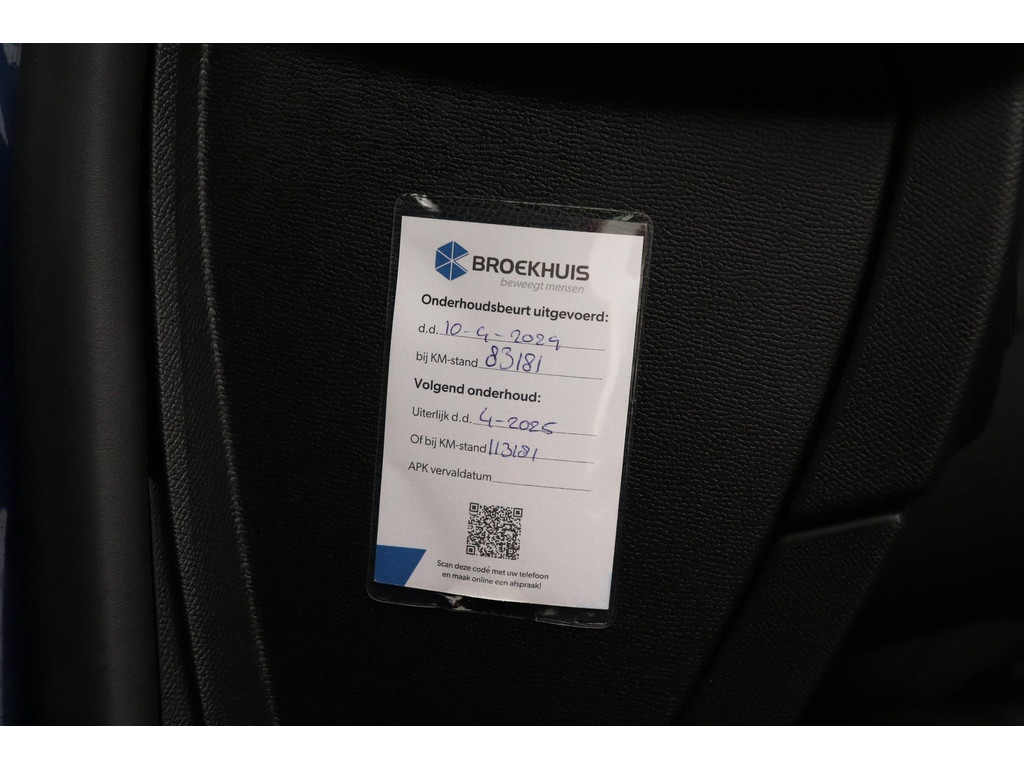 BROEKHUIS
beweegt mensen
Onderhoudsbeurt uitgevoerd:
d.d. 10-4-2024
bij KM-stand 83181
Volgend onderhoud:
Uiterlijk d.d. 4-2025
Of bij KM-stand 113181
APK vervaldatum
Scan deze code met uw telefoon
en maak online een afspraak!